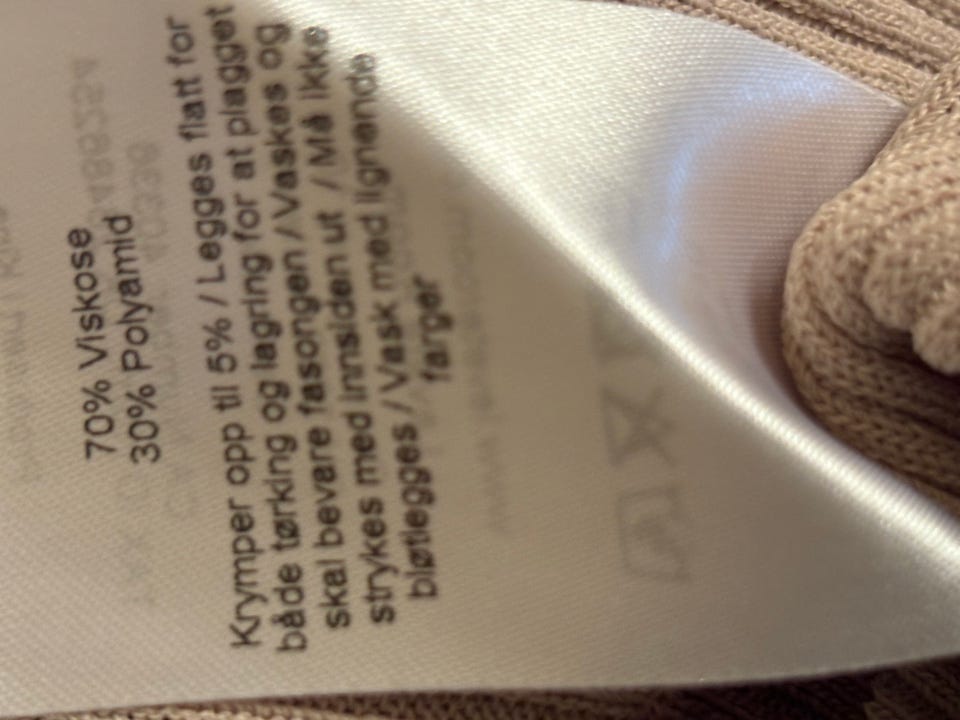 70% Viskose
30% Polyamid
Krymper opp til 5% / Legges flatt for
både tørking og lagring for at plagget
skal bevare fasongen / Vaskes og
strykes med innsiden ut / Må ikke
bløtlegges / Vask med lignende
farger